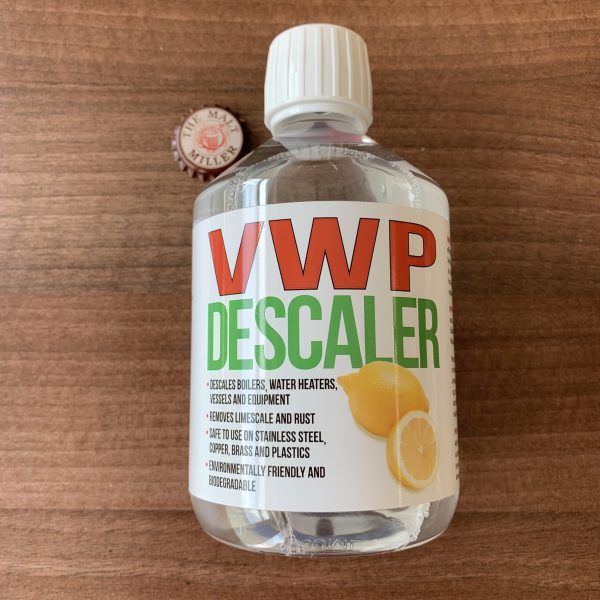 THE MALT
MILLER
VWP
DESCALER
• DESCALES BOILERS, WATER HEATERS,
VESSELS AND EQUIPMENT
• REMOVES LIMESCALE AND RUST
• SAFE TO USE ON STAINLESS STEEL,
COPPER, BRASS AND PLASTICS
• ENVIRONMENTALLY FRIENDLY AND
BIODEGRADABLE